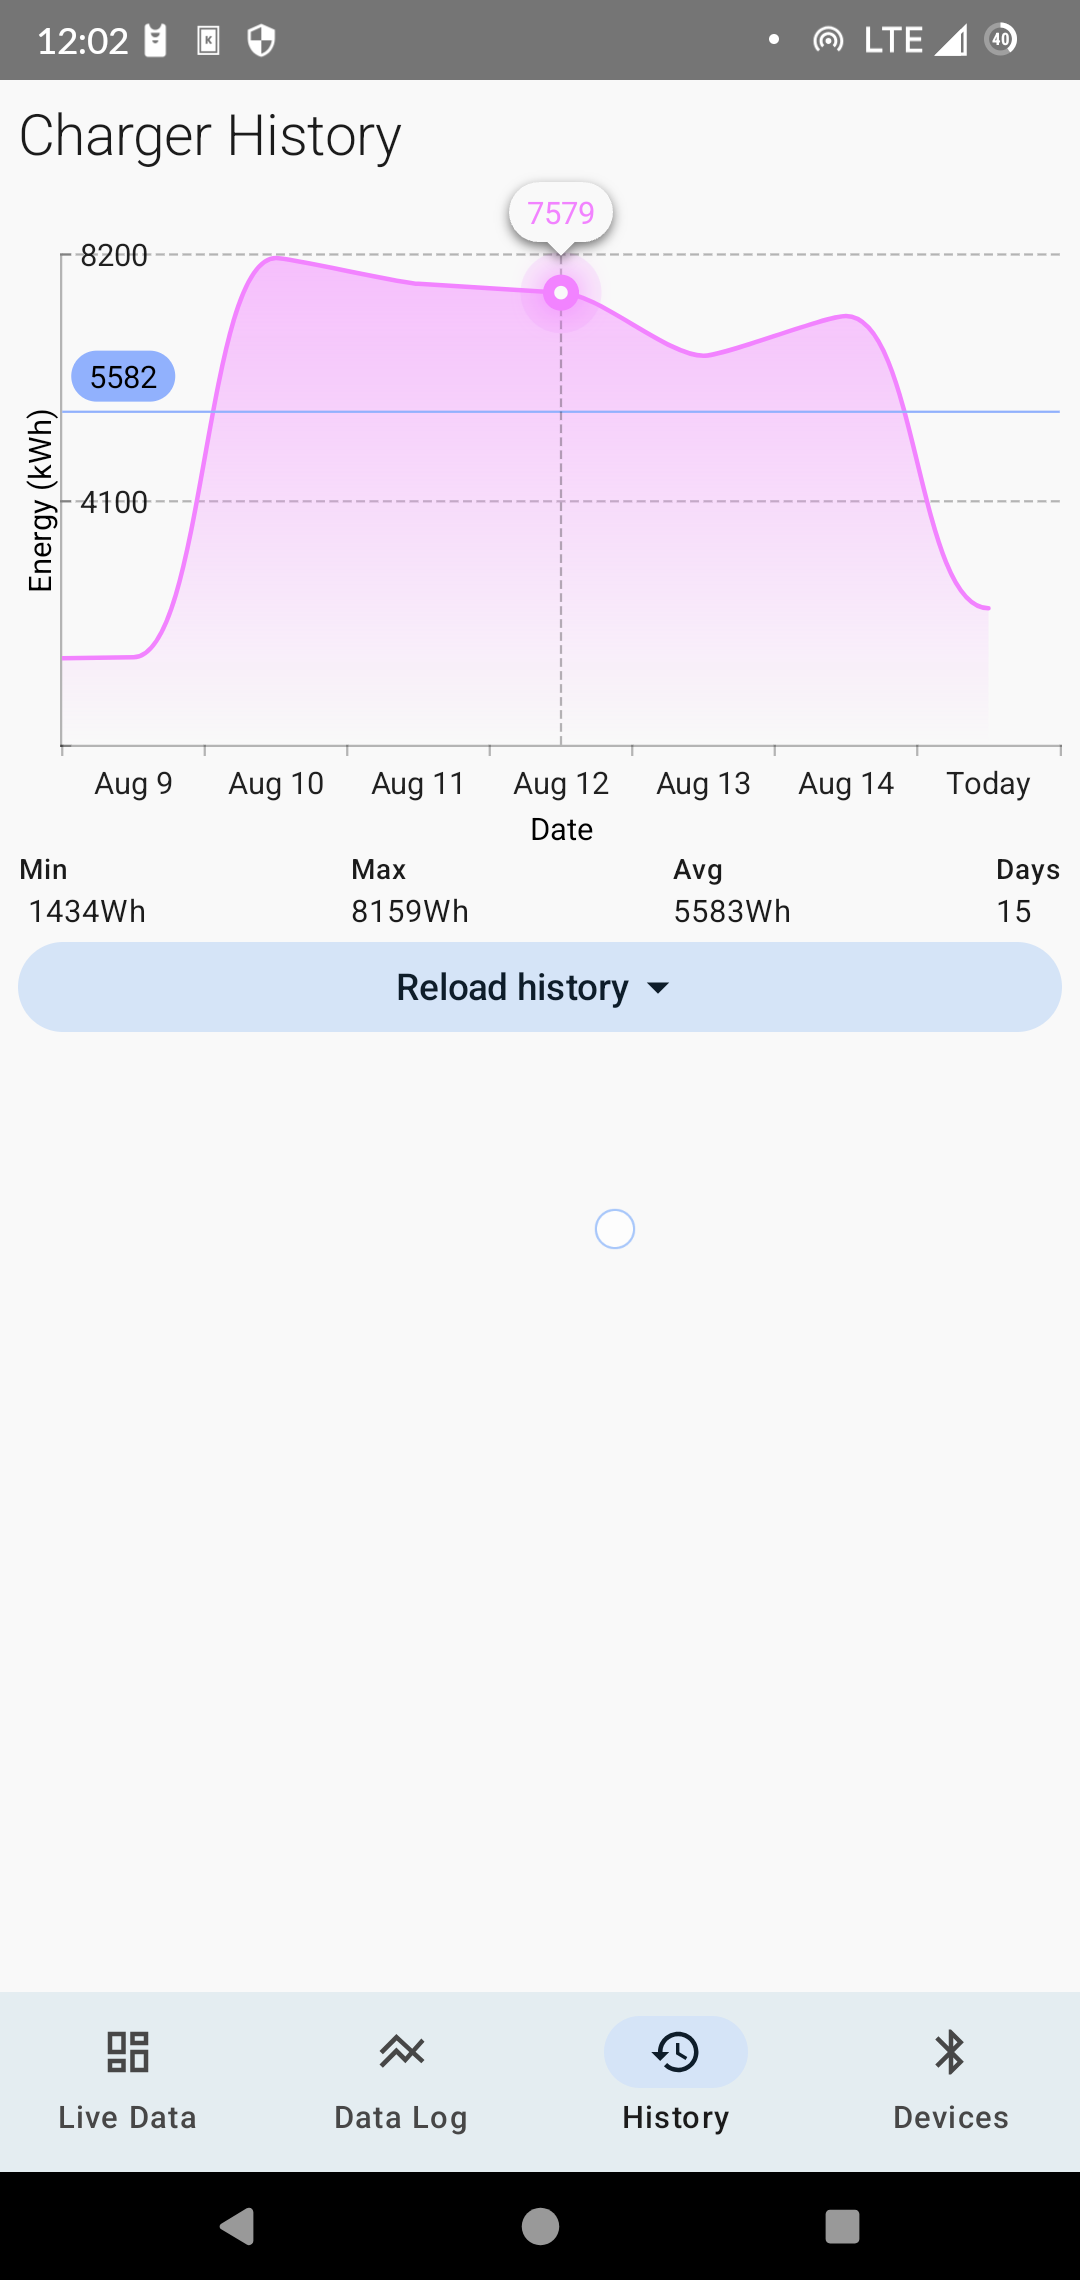 12:02 K LTE 40
Charger History
7579
8200
5582
4100
Energy (kWh)
Aug 9 Aug 10 Aug 11 Aug 12 Aug 13 Aug 14 Today
Date
Min Max Avg Days
1434Wh 8159Wh 5583Wh 15
Reload history
Live Data Data Log History Devices